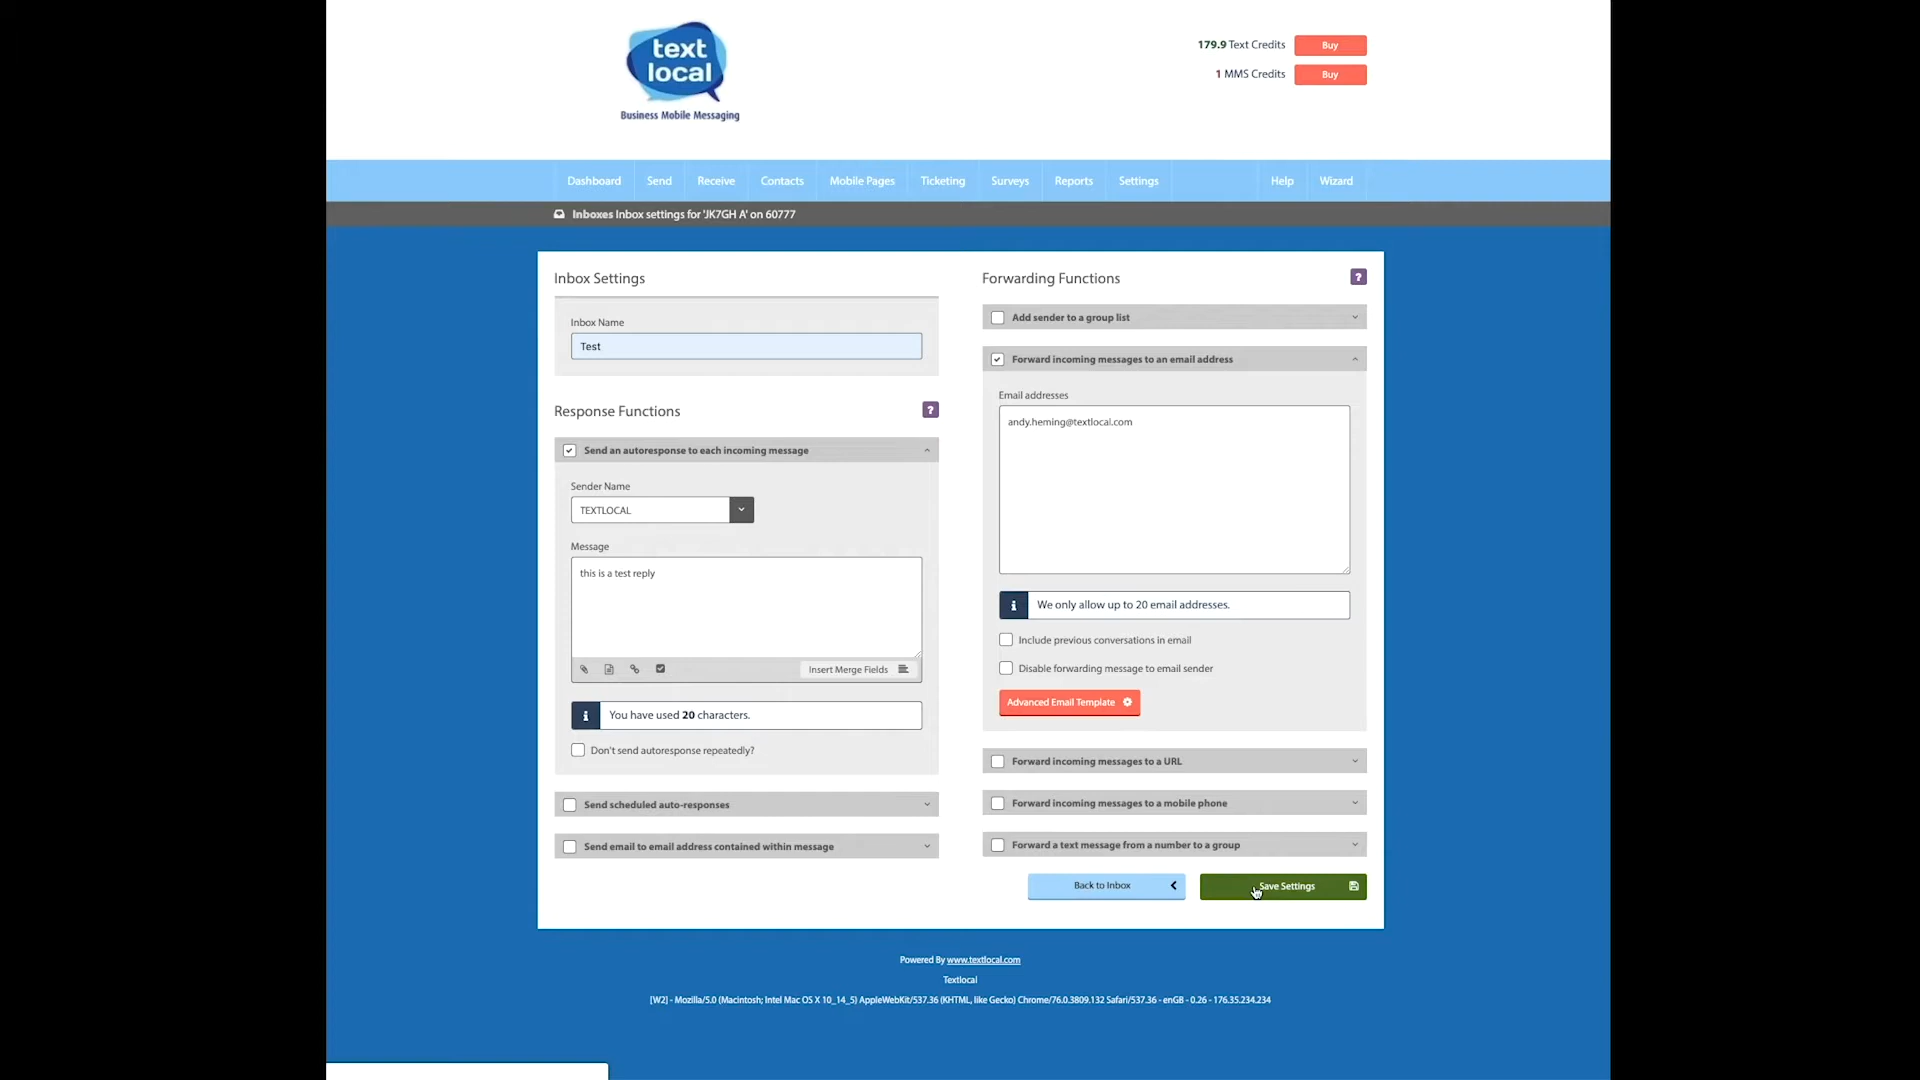 text
local
Business Mobile Messaging
179.9 Text Credits
Buy
1 MMS Credits
Buy
Dashboard
Send
Receive
Contacts
Mobile Pages
Ticketing
Surveys
Reports
Settings
Help
Wizard
Inboxes Inbox settings for 'JK7GH A' on 60777
Inbox Settings
Inbox Name
Test
Response Functions
?
Send an autoresponse to each incoming message
Sender Name
TEXTLOCAL
Message
this is a test reply
Insert Merge Fields
You have used 20 characters.
Don't send autoresponse repeatedly?
Send scheduled auto-responses
Send email to email address contained within message
Forwarding Functions
?
Add sender to a group list
Forward incoming messages to an email address
Email addresses
andy.heming@textlocal.com
We only allow up to 20 email addresses.
Include previous conversations in email
Disable forwarding message to email sender
Advanced Email Template
Forward incoming messages to a URL
Forward incoming messages to a mobile phone
Forward a text message from a number to a group
Back to Inbox
Save Settings
Powered By www.textlocal.com
Textlocal
[W2] - Mozilla/5.0 (Macintosh; Intel Mac OS X 10_14_5) AppleWebKit/537.36 (KHTML, like Gecko) Chrome/76.0.3809.132 Safari/537.36 - enGB - 0.26 - 176.35.234.234